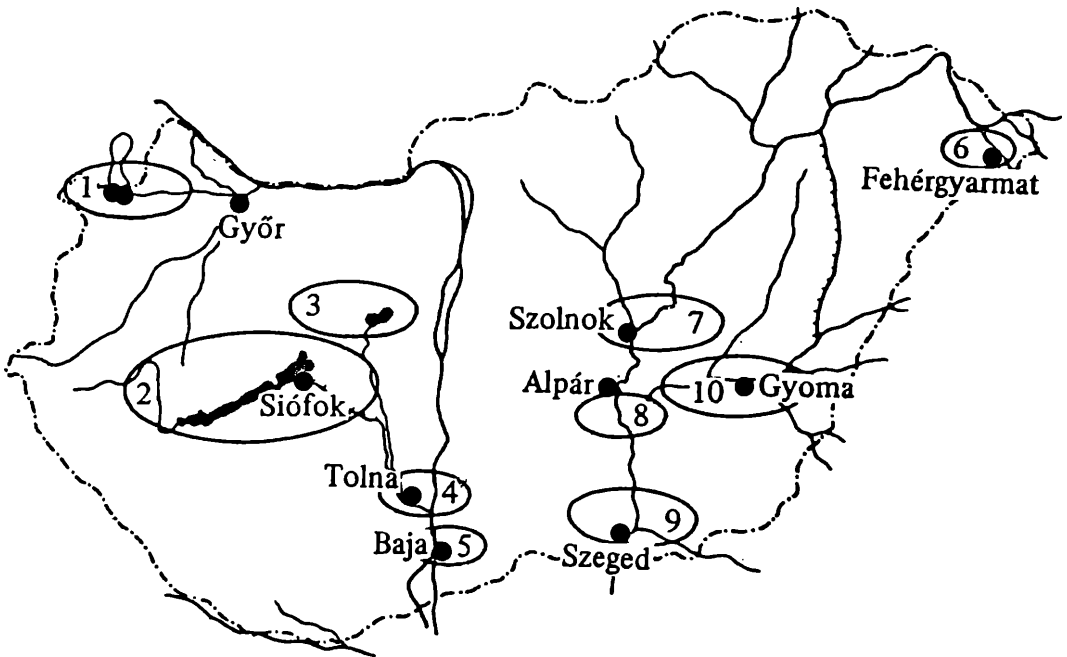 6
Fehérgyarmat
1
Győr
3
Szolnok
7
2
Siófok
Alpár
10
Gyoma
8
Tolna
4
9
Baja
5
Szeged